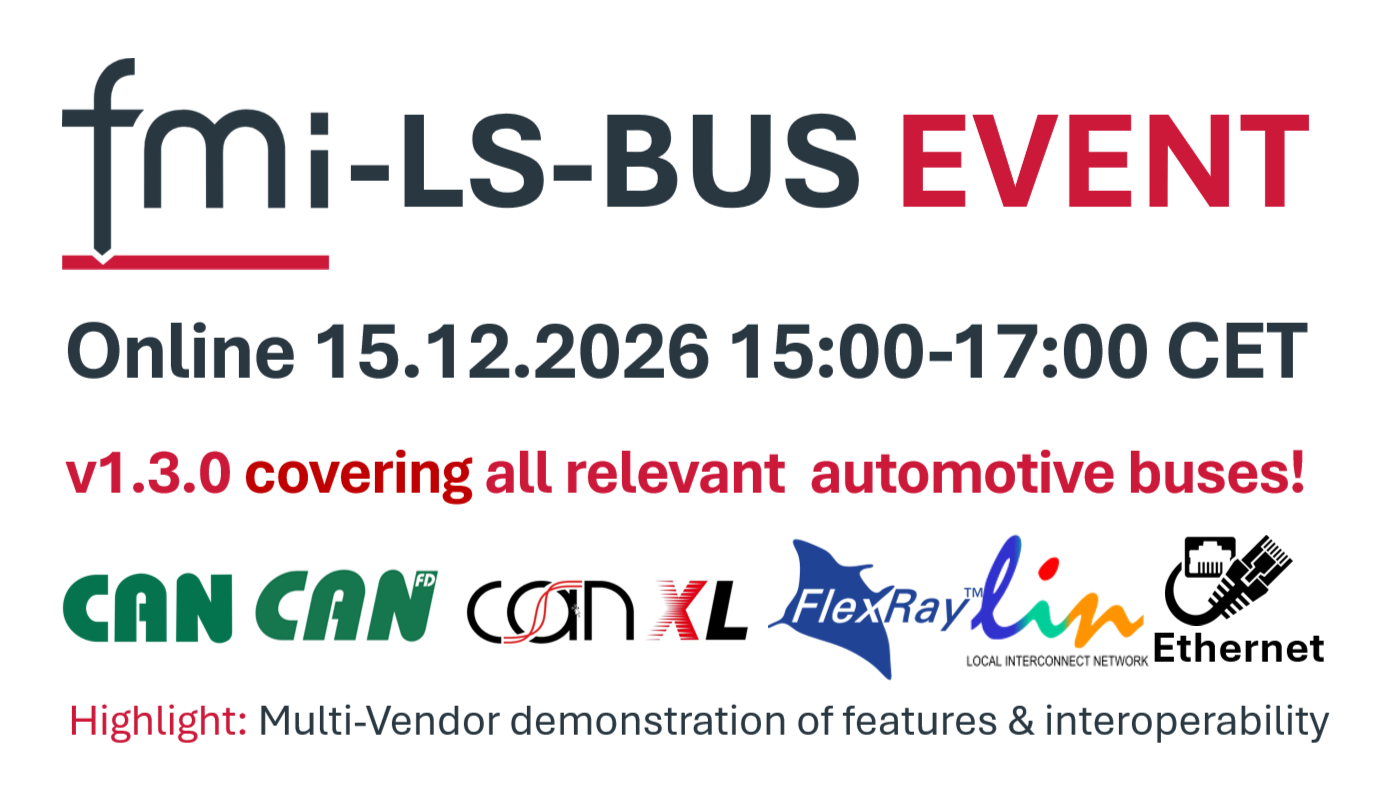 fmi-LS-BUS EVENT
Online 15.12.2026 15:00-17:00 CET
v1.3.0 covering all relevant automotive buses!
CAN CAN FD can XL FlexRay™ lin Ethernet
LOCAL INTERCONNECT NETWORK
Highlight: Multi-Vendor demonstration of features & interoperability